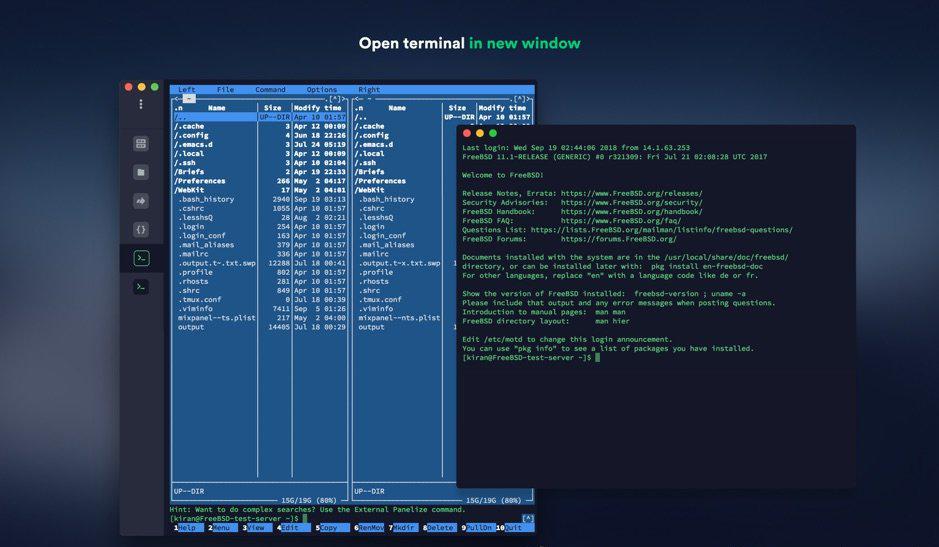 Open terminal in new window
Left File Command Options Right
<─ ~ ─.[^]>
<─ ~ ─.[^]>
.n Name Size Modify time
.n Name Size Modify time
/.. UP--DIR Apr 10 01:57
/.. UP--DIR Apr 10 01:57
/.cache 3 Apr 12 00:09
/.config 4 Jun 18 22:26
/.emacs.d 3 Jul 24 05:19
/.local 3 Apr 12 00:09
/.ssh 3 Apr 10 02:04
/Briefs 2 Apr 19 22:33
/Preferences 266 May 2 04:17
/WebKit 17 May 2 04:01
.bash_history 2940 Sep 19 03:13
.cshrc 1055 Apr 10 01:57
.lesshsQ 28 Aug 2 02:21
.login 254 Apr 10 01:57
.login_conf 163 Apr 10 01:57
.mail_aliases 379 Apr 10 01:57
.mailrc 336 Apr 10 01:57
.output.t~.txt.swp 12288 Jul 18 00:41
.profile 802 Apr 10 01:57
.rhosts 281 Apr 10 01:57
.shrc 849 Apr 10 01:57
.tmux.conf 0 Jul 18 00:39
.viminfo 7411 Sep 5 01:26
mixpanel--ts.plist 217 May 2 04:00
output 14405 Jul 18 00:29
/.cache
/.config
/.emacs.d
/.local
/.ssh
/Briefs
/Preferences
/WebKit
.bash_history
.cshrc
.lesshsQ
.login
.login_conf
.mail_aliases
.mailrc
.output.t~x.txt.swp
.profile
.rhosts
.shrc
.tmux.conf
.viminfo
mixpanel--nts.plist
output
UP--DIR
UP--DIR
15G/19G (80%)
15G/19G (80%)
Hint: Want to do complex searches? Use the External Panelize command.
[kiran@FreeBSD-test-server ~]$
[^]
1Help 2Menu 3View 4Edit 5Copy 6RenMov 7Mkdir 8Delete 9PullDn 10Quit
Last login: Wed Sep 19 02:44:06 2018 from 14.1.63.253
FreeBSD 11.1-RELEASE (GENERIC) #0 r321309: Fri Jul 21 02:08:28 UTC 2017
Welcome to FreeBSD!
Release Notes, Errata: https://www.FreeBSD.org/releases/
Security Advisories: https://www.FreeBSD.org/security/
FreeBSD Handbook: https://www.FreeBSD.org/handbook/
FreeBSD FAQ: https://www.FreeBSD.org/faq/
Questions List: https://lists.FreeBSD.org/mailman/listinfo/freebsd-questions/
FreeBSD Forums: https://forums.FreeBSD.org/
Documents installed with the system are in the /usr/local/share/doc/freebsd/
directory, or can be installed later with: pkg install en-freebsd-doc
For other languages, replace "en" with a language code like de or fr.
Show the version of FreeBSD installed: freebsd-version ; uname -a
Please include that output and any error messages when posting questions.
Introduction to manual pages: man man
FreeBSD directory layout: man hier
Edit /etc/motd to change this login announcement.
You can use "pkg info" to see a list of packages you have installed.
[kiran@FreeBSD-test-server ~]$